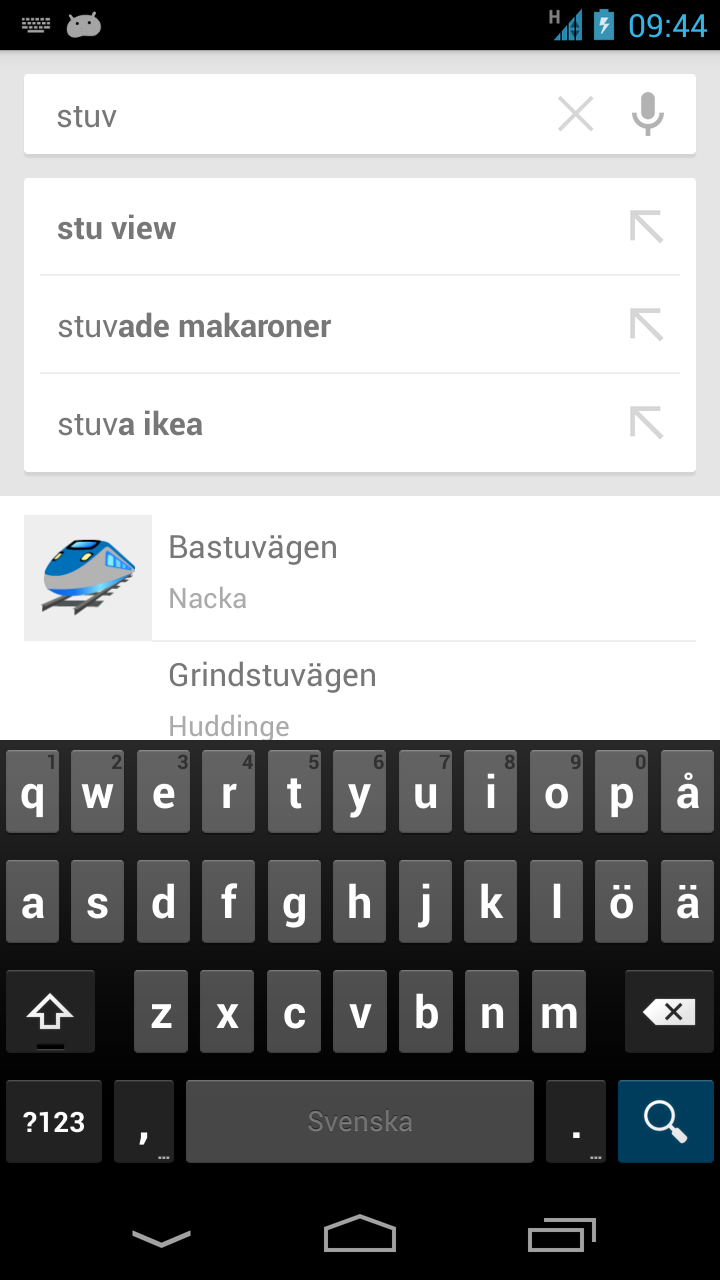 H 09:44
stuv
stu view
stuvade makaroner
stuva ikea
Bastuvägen
Nacka
Grindstuvägen
Huddinge
1 2 3 4 5 6 7 8 9 0
q w e r t y u i o p å
a s d f g h j k l ö ä
z x c v b n m
?123 , ... Svenska . ...